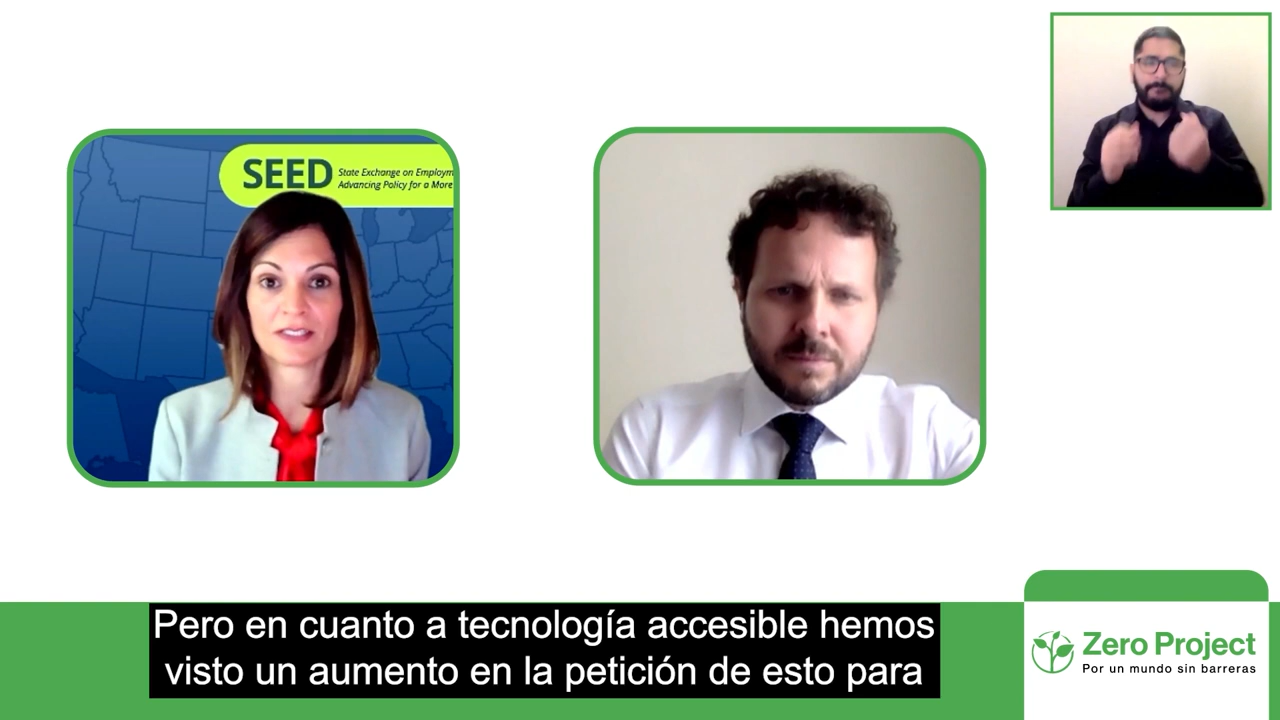 SEED
State Exchange on Employm
Advancing Policy for a More
Pero en cuanto a tecnología accesible hemos
visto un aumento en la petición de esto para
Zero Project
Por un mundo sin barreras